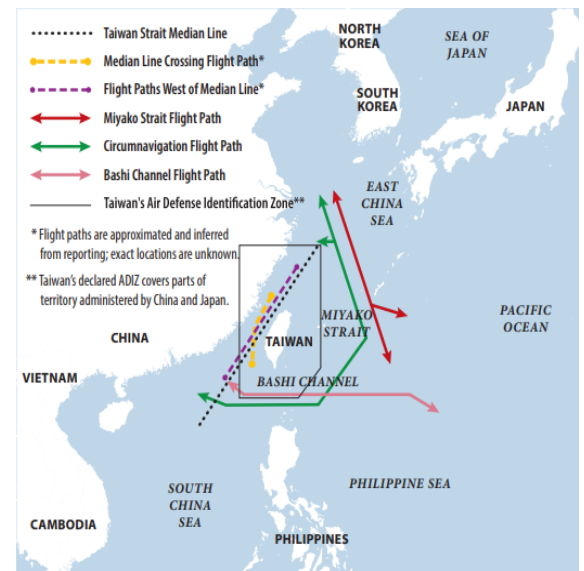 Taiwan Strait Median Line
Median Line Crossing Flight Path*
Flight Paths West of Median Line*
Miyako Strait Flight Path
Circumnavigation Flight Path
Bashi Channel Flight Path
Taiwan's Air Defense Identification Zone**
* Flight paths are approximated and inferred
from reporting; exact locations are unknown.
** Taiwan's declared ADIZ covers parts of
territory administered by China and Japan.
NORTH
KOREA
SEA OF
JAPAN
SOUTH
KOREA
JAPAN
EAST
CHINA
SEA
PACIFIC
OCEAN
MIYAKO
STRAIT
CHINA
TAIWAN
VIETNAM
BASHI CHANNEL
SOUTH
CHINA
SEA
PHILIPPINE SEA
CAMBODIA
PHILIPPINES